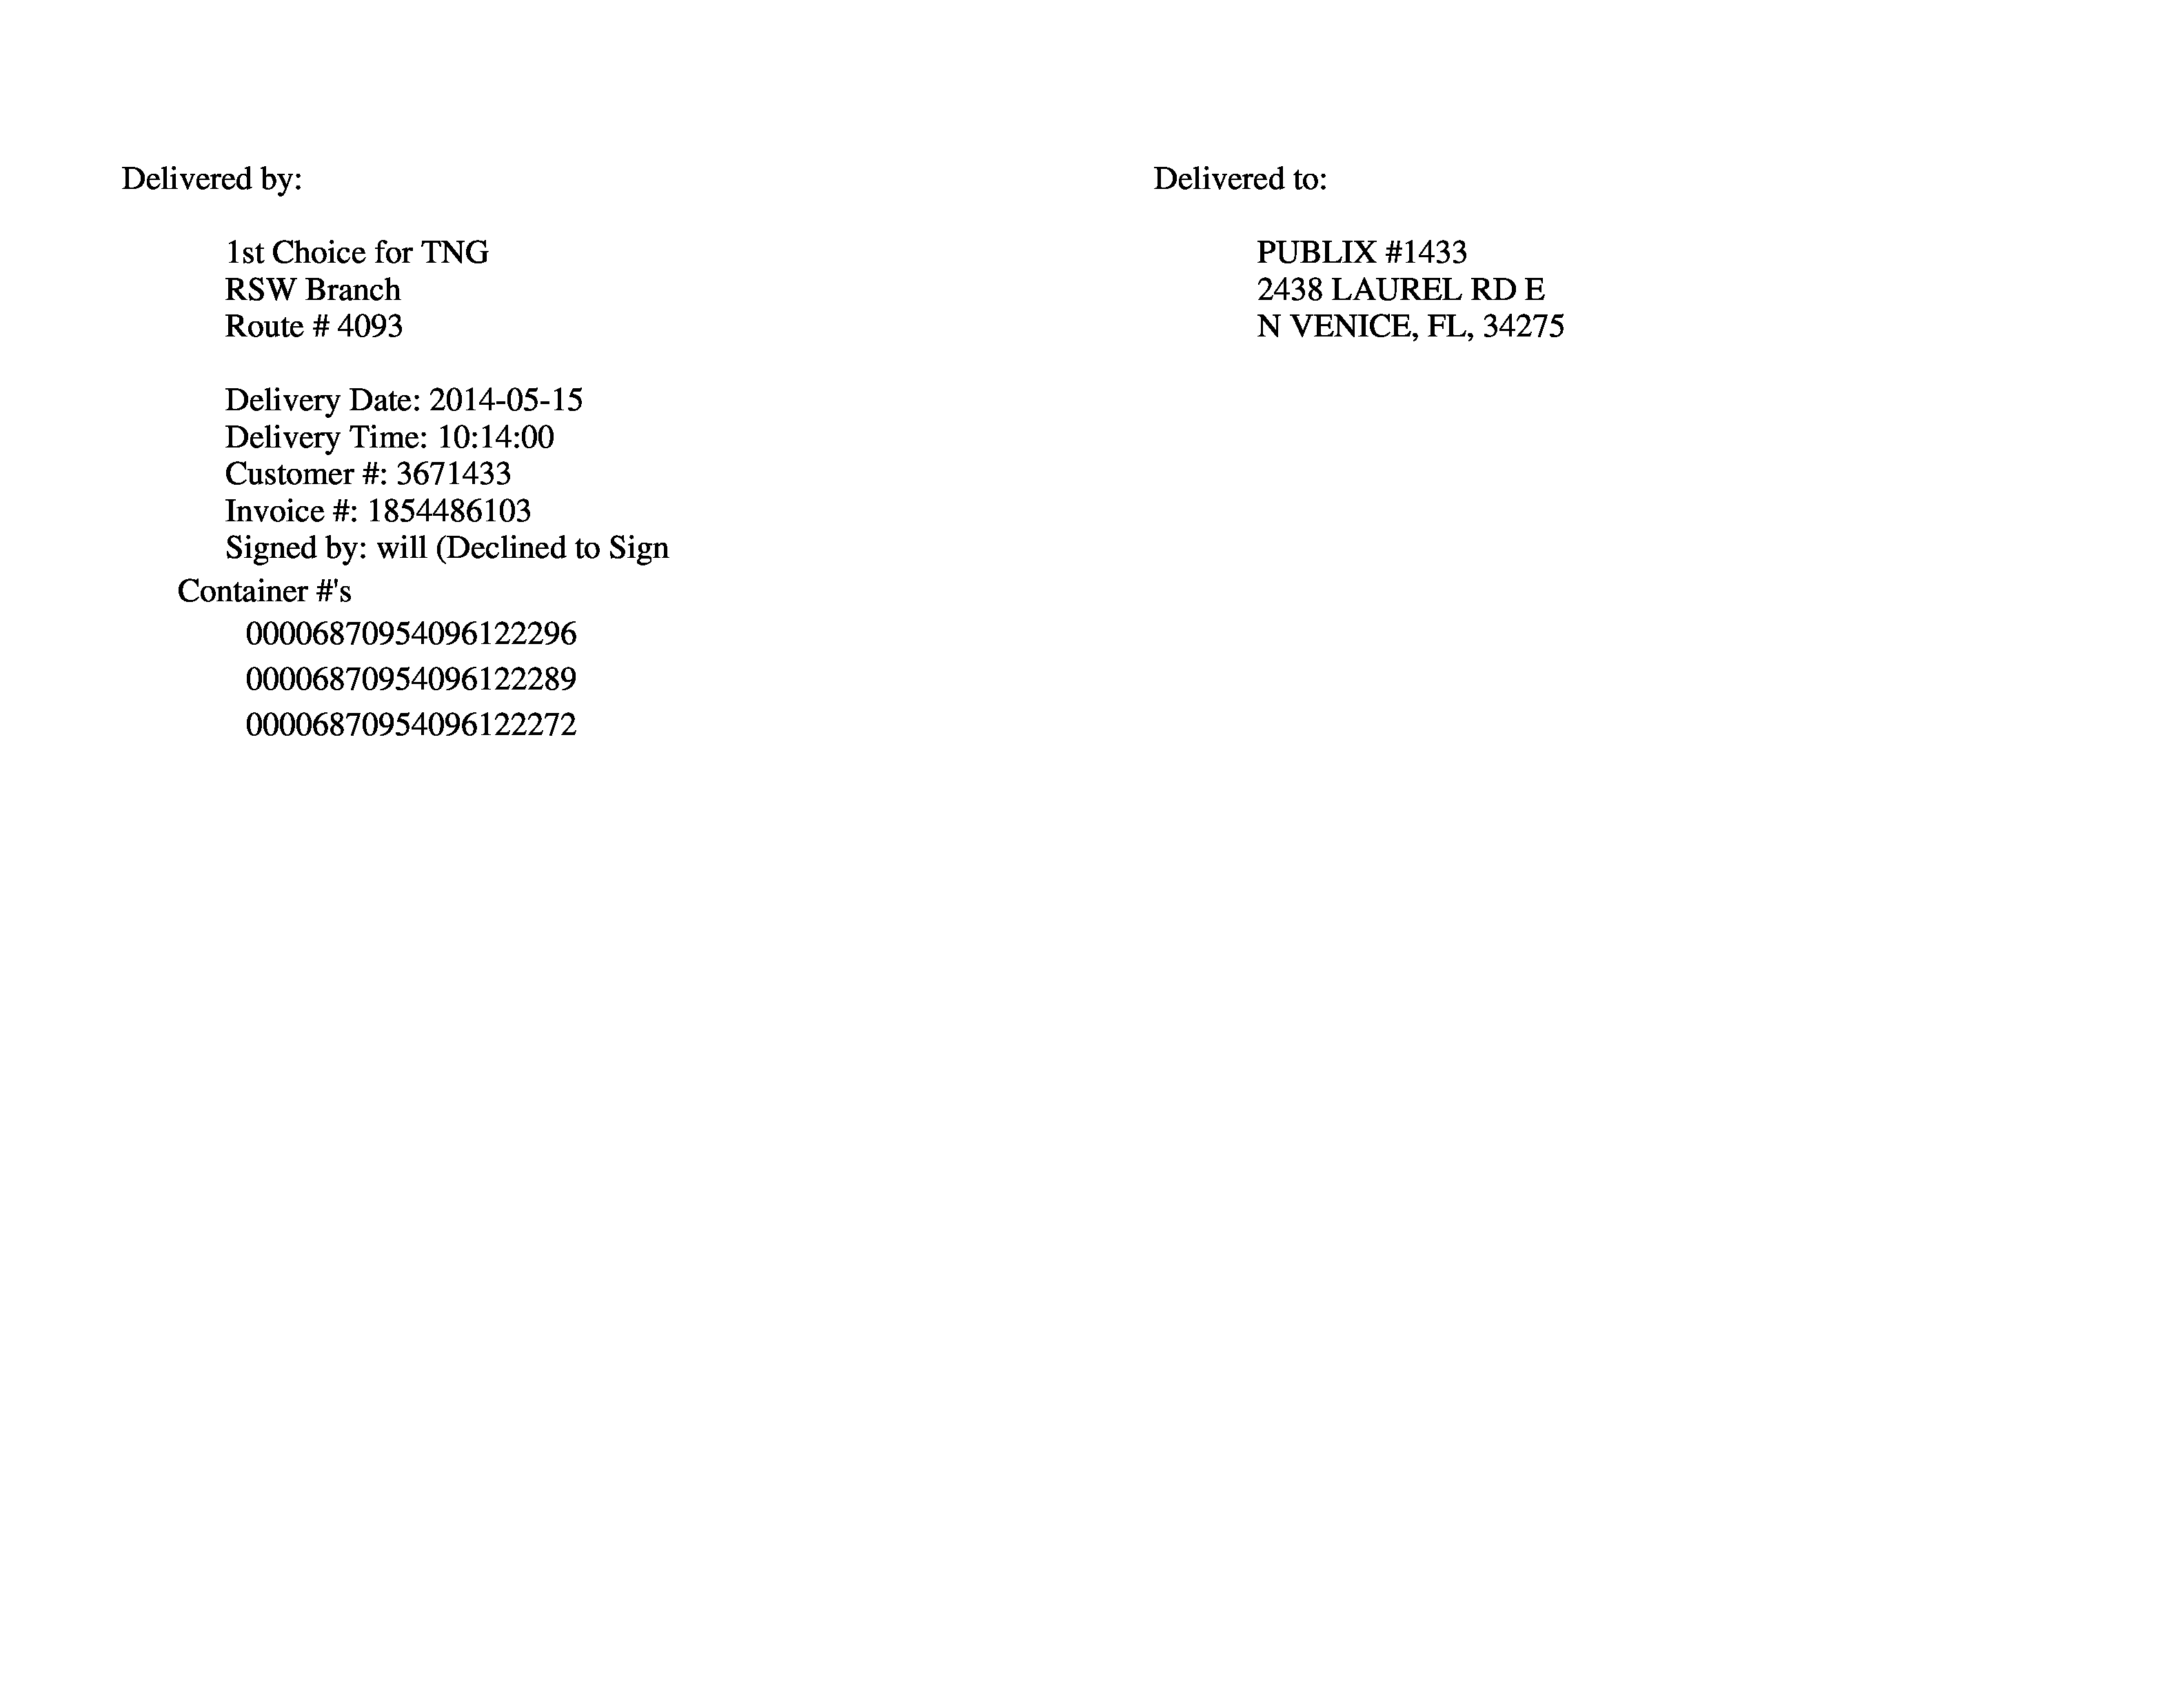 Delivered by:
1st Choice for TNG
RSW Branch
Route # 4093
Delivery Date: 2014-05-15
Delivery Time: 10:14:00
Customer #: 3671433
Invoice #: 1854486103
Signed by: will (Declined to Sign
Container #'s
00006870954096122296
00006870954096122289
00006870954096122272
Delivered to:
PUBLIX #1433
2438 LAUREL RD E
N VENICE, FL, 34275